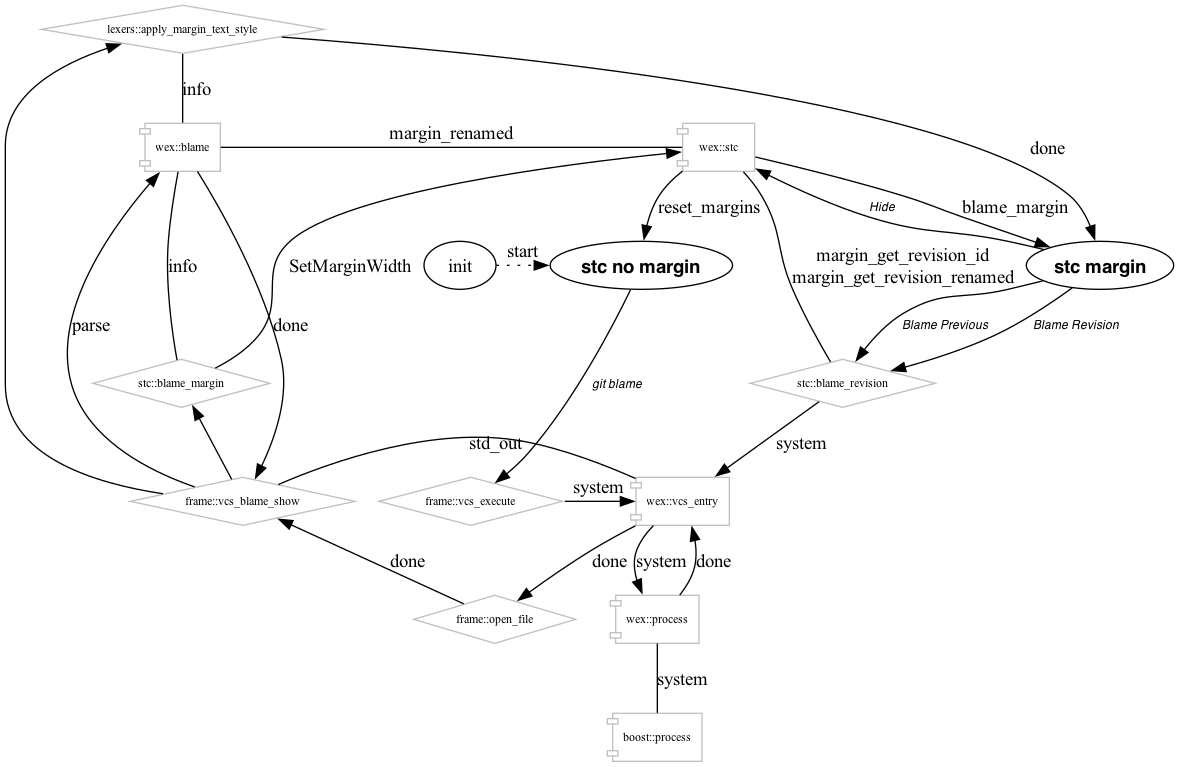 lexers::apply_margin_text_style
info
margin_renamed
done
wex::blame
wex::stc
reset_margins
Hide
blame_margin
start
margin_get_revision_id
margin_get_revision_renamed
info
SetMarginWidth
init
stc no margin
stc margin
parse
done
Blame Previous
Blame Revision
stc::blame_margin
git blame
stc::blame_revision
std_out
system
frame::vcs_blame_show
frame::vcs_execute
system
wex::vcs_entry
done
done
system
done
frame::open_file
wex::process
system
boost::process